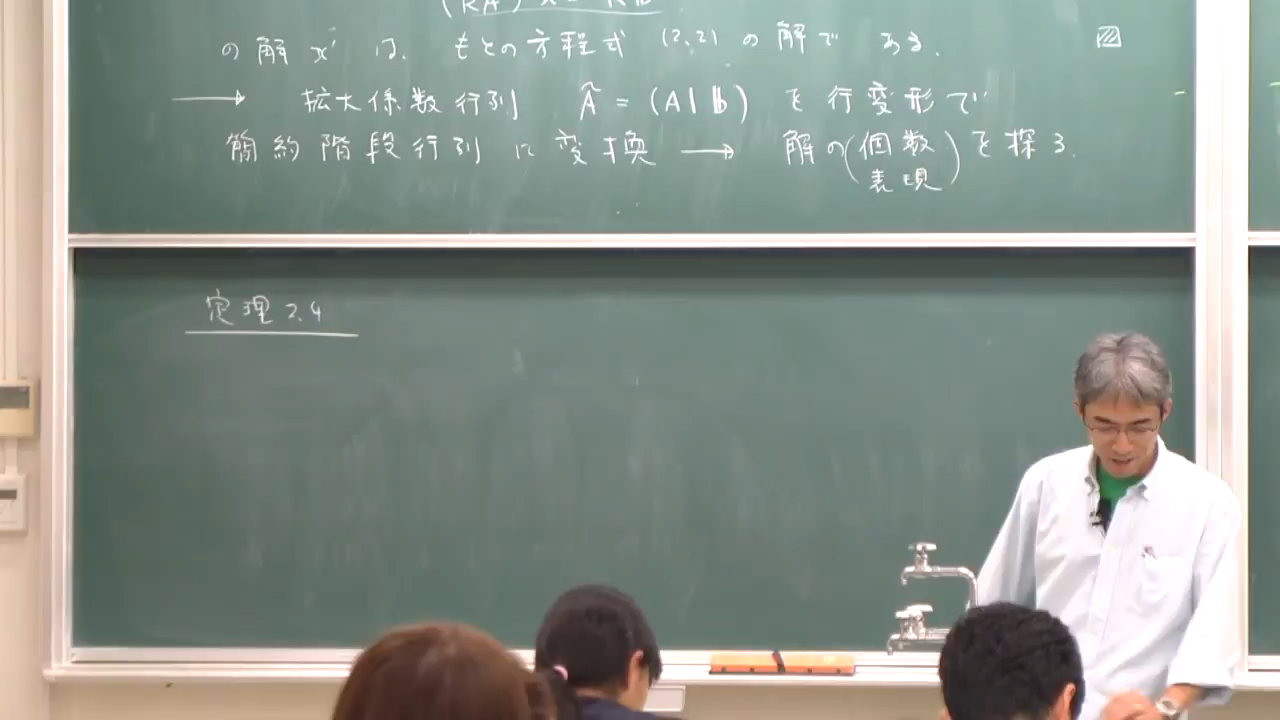 の解 x' は、もとの方程式 (2.2) の解である.
→ 拡大係数行列 Â = (A|b) を行変形で
簡約階段行列に変換 → 解の(個数 表現)を探る.
定理 2.4